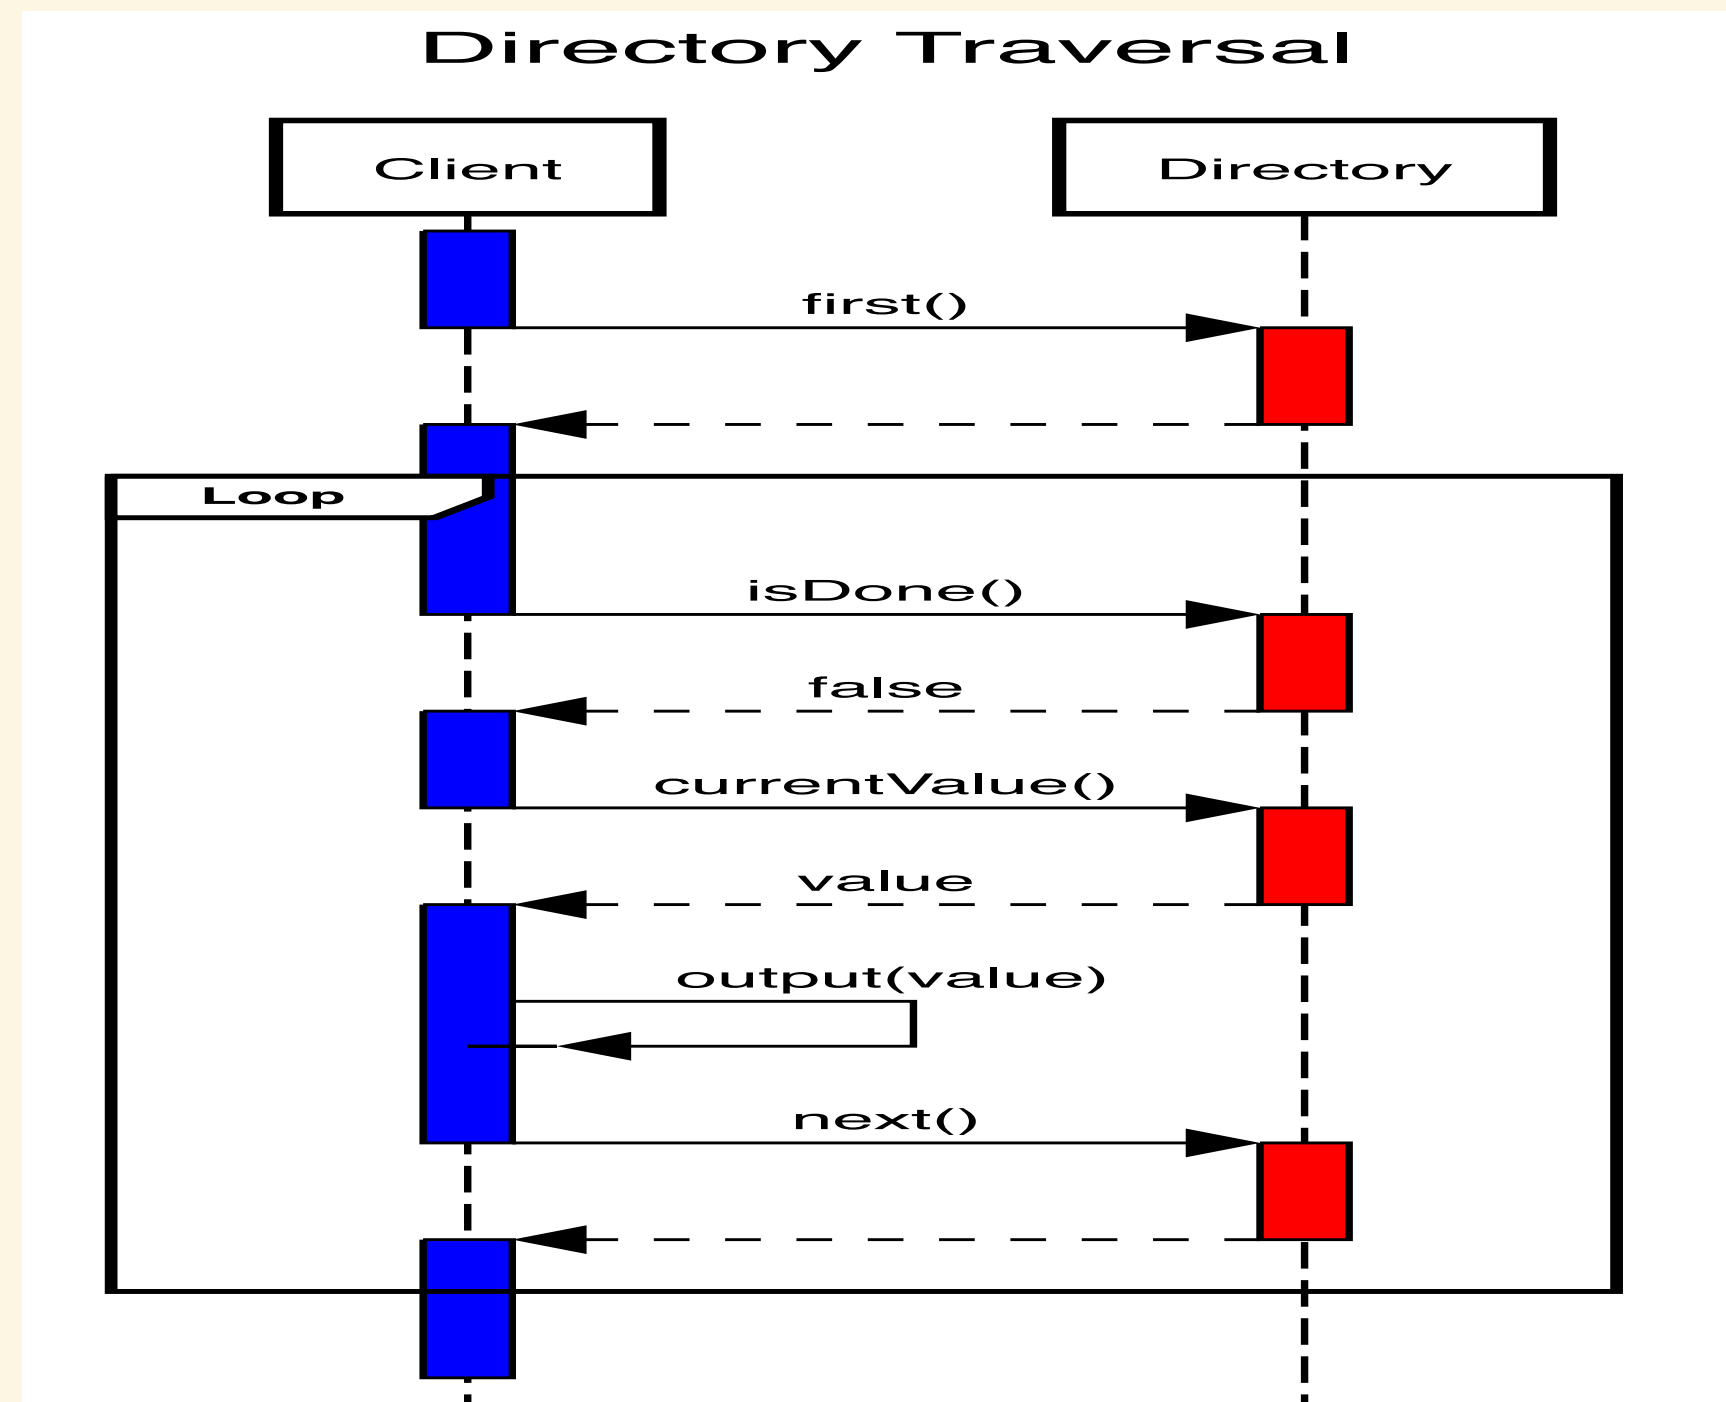 Directory Traversal
Client
Directory
first()
Loop
isDone()
false
currentValue()
value
output(value)
next()